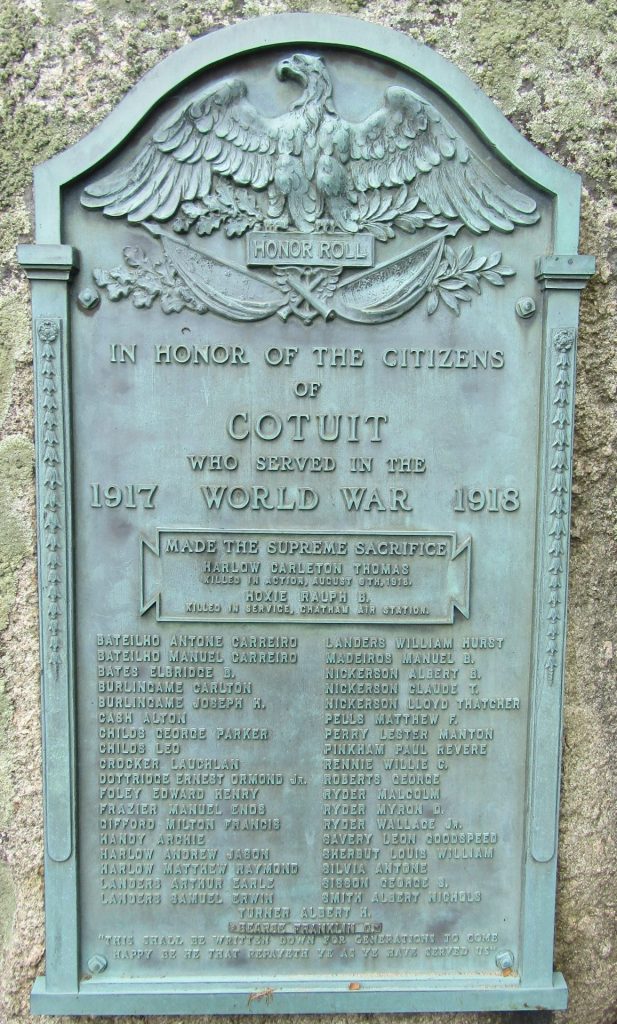 HONOR ROLL
IN HONOR OF THE CITIZENS
OF
COTUIT
WHO SERVED IN THE
1917 WORLD WAR 1918
MADE THE SUPREME SACRIFICE
HARLOW CARLETON THOMAS
KILLED IN ACTION, AUGUST 9TH, 1918.
HOXIE RALPH B.
KILLED IN SERVICE, CHATHAM AIR STATION.
BATEILHO ANTONE CARREIRO
BATEILHO MANUEL CARREIRO
BATES ELBRIDGE B.
BURLINGAME CARLTON
BURLINGAME JOSEPH H.
CASH ALTON
CHILDS GEORGE PARKER
CHILDS LEO
CROCKER LAUCHLAN
DOTTRIDGE ERNEST ORMOND JR.
FOLEY EDWARD HENRY
FRAZIER MANUEL ENOS
GIFFORD MILTON FRANCIS
HANDY ARCHIE
HARLOW ANDREW JASON
HARLOW MATTHEW RAYMOND
LANDERS ARTHUR EARLE
LANDERS SAMUEL ERWIN
LANDERS WILLIAM HURST
MADEIROS MANUEL B.
NICKERSON ALBERT B.
NICKERSON CLAUDE T.
NICKERSON LLOYD THATCHER
PELLS MATTHEW F.
PERRY LESTER MANTON
PINKHAM PAUL REVERE
RENNIE WILLIE C.
ROBERTS GEORGE
RYDER MALCOLM
RYDER MYRON D.
RYDER WALLACE JR.
SAVERY LEON GOODSPEED
SHERBUT LOUIS WILLIAM
SILVIA ANTONE
SISSON GEORGE S.
SMITH ALBERT NICHOLS
TURNER ALBERT H.
GEORGE FRANKLIN
"THIS SHALL BE WRITTEN DOWN FOR GENERATIONS TO COME
HAPPY BE HE THAT REPAYETH YE AS YE HAVE SERVED US"